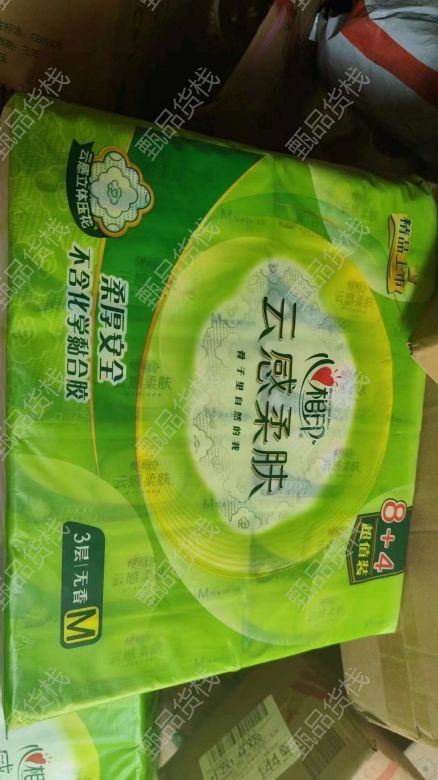 精品上市
心相印
云感柔肤
骨子里自然的我
云感立体压花
柔厚安全
不含化学黏合胶
3层|无香 M
8+4
超值装
甄品货栈